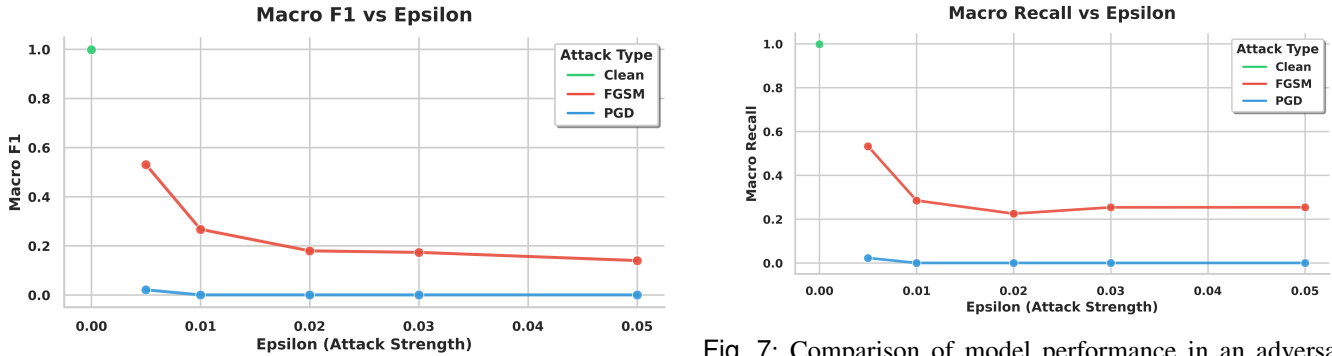 Macro F1 vs Epsilon
Macro F1
1.0
0.8
0.6
0.4
0.2
0.0
Attack Type
Clean
FGSM
PGD
0.00 0.01 0.02 0.03 0.04 0.05
Epsilon (Attack Strength)
Macro Recall vs Epsilon
Macro Recall
1.0
0.8
0.6
0.4
0.2
0.0
Attack Type
Clean
FGSM
PGD
0.00 0.01 0.02 0.03 0.04 0.05
Epsilon (Attack Strength)
Fig. 7: Comparison of model performance in an adversa